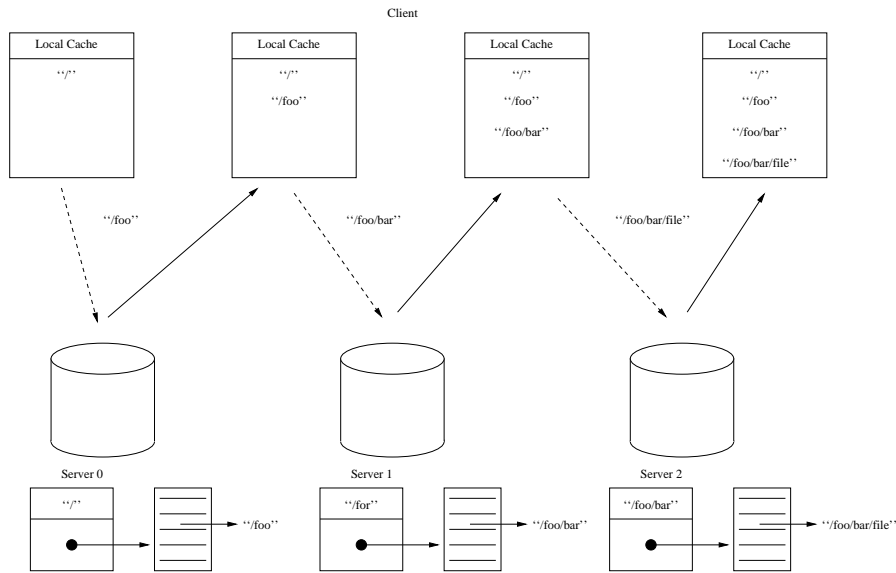 Client
Local Cache
Local Cache
Local Cache
Local Cache
‘‘/’’
‘‘/’’
‘‘/’’
‘‘/’’
‘‘/foo’’
‘‘/foo’’
‘‘/foo’’
‘‘/foo/bar’’
‘‘/foo/bar’’
‘‘/foo/bar/file’’
‘‘/foo’’
‘‘/foo/bar’’
‘‘/foo/bar/file’’
Server 0
Server 1
Server 2
‘‘/’’
‘‘/for’’
‘‘/foo/bar’’
‘‘/foo’’
‘‘/foo/bar’’
‘‘/foo/bar/file’’